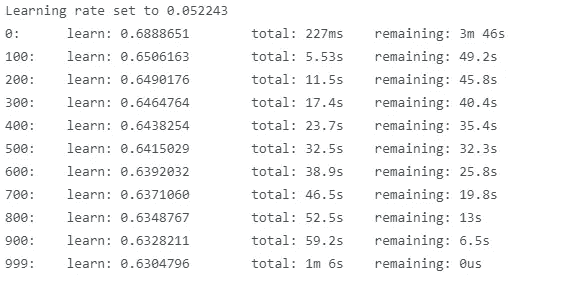 Learning rate set to 0.052243
0: learn: 0.6888651 total: 227ms remaining: 3m 46s
100: learn: 0.6506163 total: 5.53s remaining: 49.2s
200: learn: 0.6490176 total: 11.5s remaining: 45.8s
300: learn: 0.6464764 total: 17.4s remaining: 40.4s
400: learn: 0.6438254 total: 23.7s remaining: 35.4s
500: learn: 0.6415029 total: 32.5s remaining: 32.3s
600: learn: 0.6392032 total: 38.9s remaining: 25.8s
700: learn: 0.6371060 total: 46.5s remaining: 19.8s
800: learn: 0.6348767 total: 52.5s remaining: 13s
900: learn: 0.6328211 total: 59.2s remaining: 6.5s
999: learn: 0.6304796 total: 1m 6s remaining: 0us